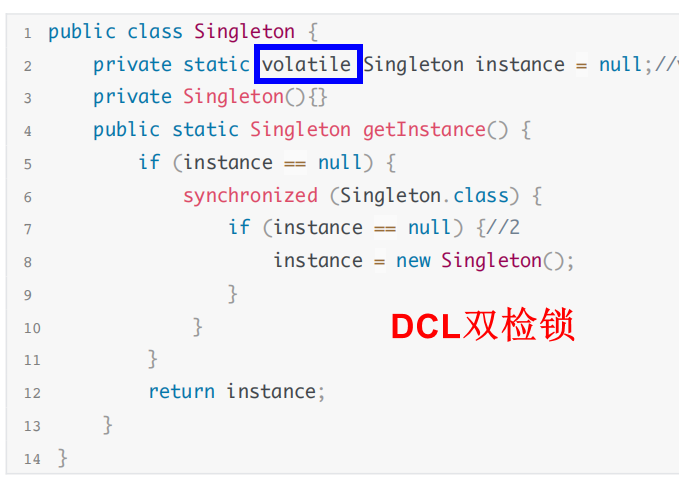 1 public class Singleton {
2 private static volatile Singleton instance = null;//
3 private Singleton(){}
4 public static Singleton getInstance() {
5 if (instance == null) {
6 synchronized (Singleton.class) {
7 if (instance == null) {//2
8 instance = new Singleton();
9 }
10 }
DCL双检锁
11 }
12 return instance;
13 }
14 }